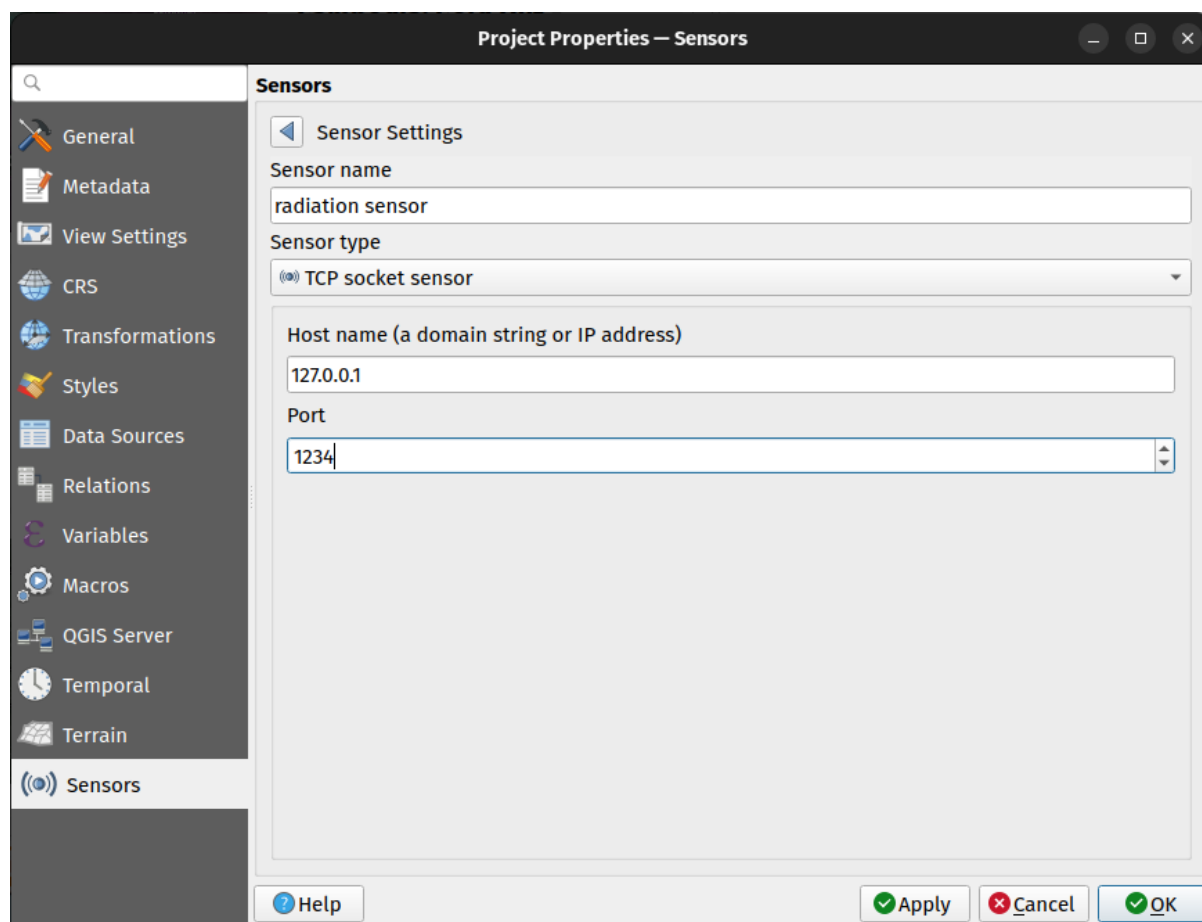 Project Properties — Sensors
Sensors
General
Metadata
View Settings
CRS
Transformations
Styles
Data Sources
Relations
Variables
Macros
QGIS Server
Temporal
Terrain
Sensors
Sensor Settings
Sensor name
radiation sensor
Sensor type
TCP socket sensor
Host name (a domain string or IP address)
127.0.0.1
Port
1234
Help
Apply
Cancel
OK